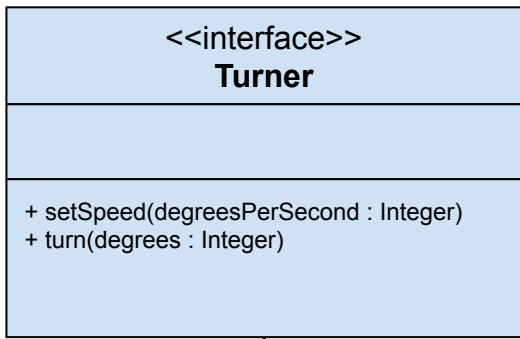 <<interface>>
Turner
+ setSpeed(degreesPerSecond : Integer)
+ turn(degrees : Integer)